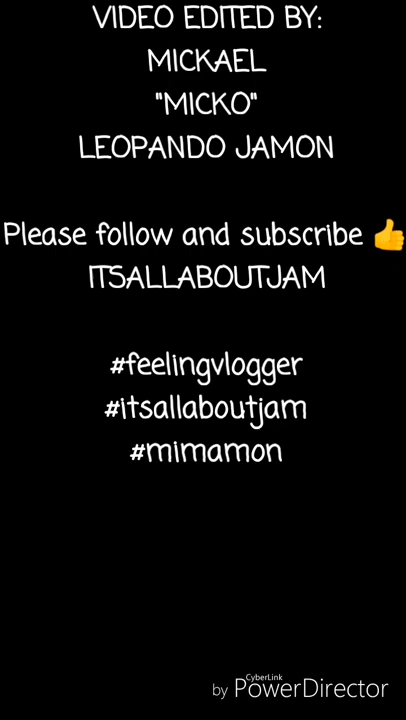 VIDEO EDITED BY:
MICKAEL
"MICKO"
LEOPANDO JAMON
Please follow and subscribe 👍
ITSALLABOUTJAM
#feelingvlogger
#itsallaboutjam
#mimamon
CyberLink
by PowerDirector